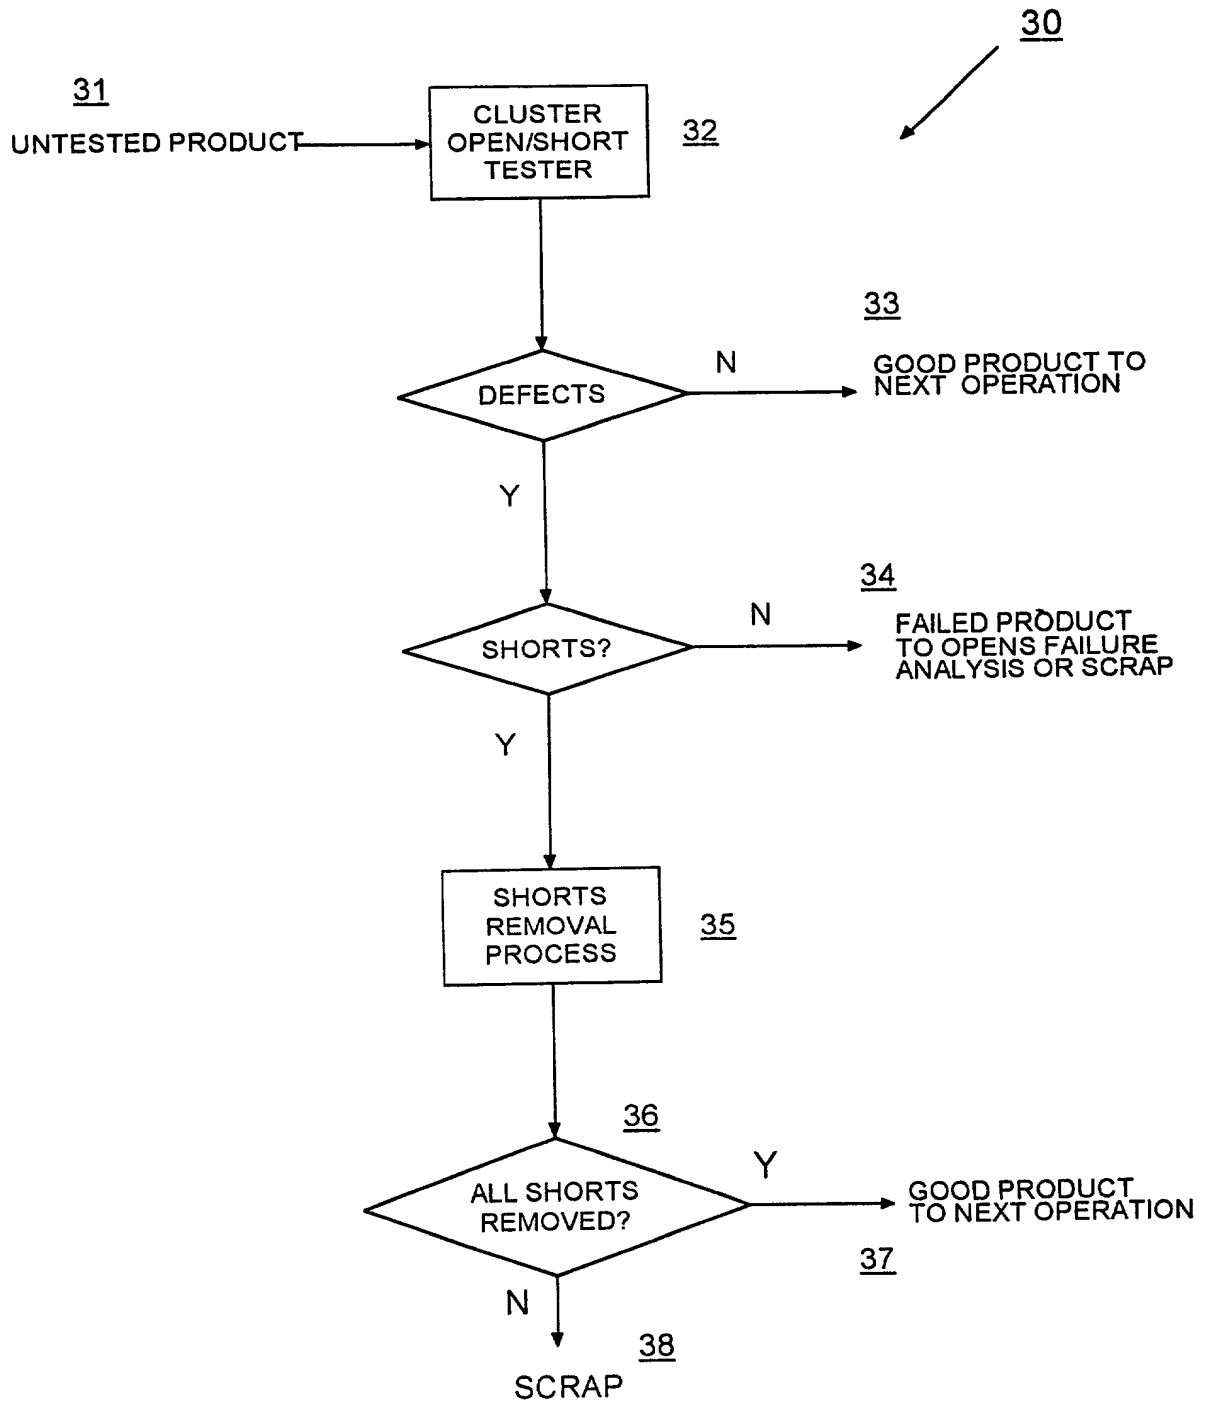 30
31
UNTESTED PRODUCT
CLUSTER
OPEN/SHORT
TESTER
32
33
DEFECTS
N
GOOD PRODUCT TO
NEXT OPERATION
Y
34
SHORTS?
N
FAILED PRODUCT
TO OPENS FAILURE
ANALYSIS OR SCRAP
Y
SHORTS
REMOVAL
PROCESS
35
36
ALL SHORTS
REMOVED?
Y
GOOD PRODUCT
TO NEXT OPERATION
37
N
38
SCRAP